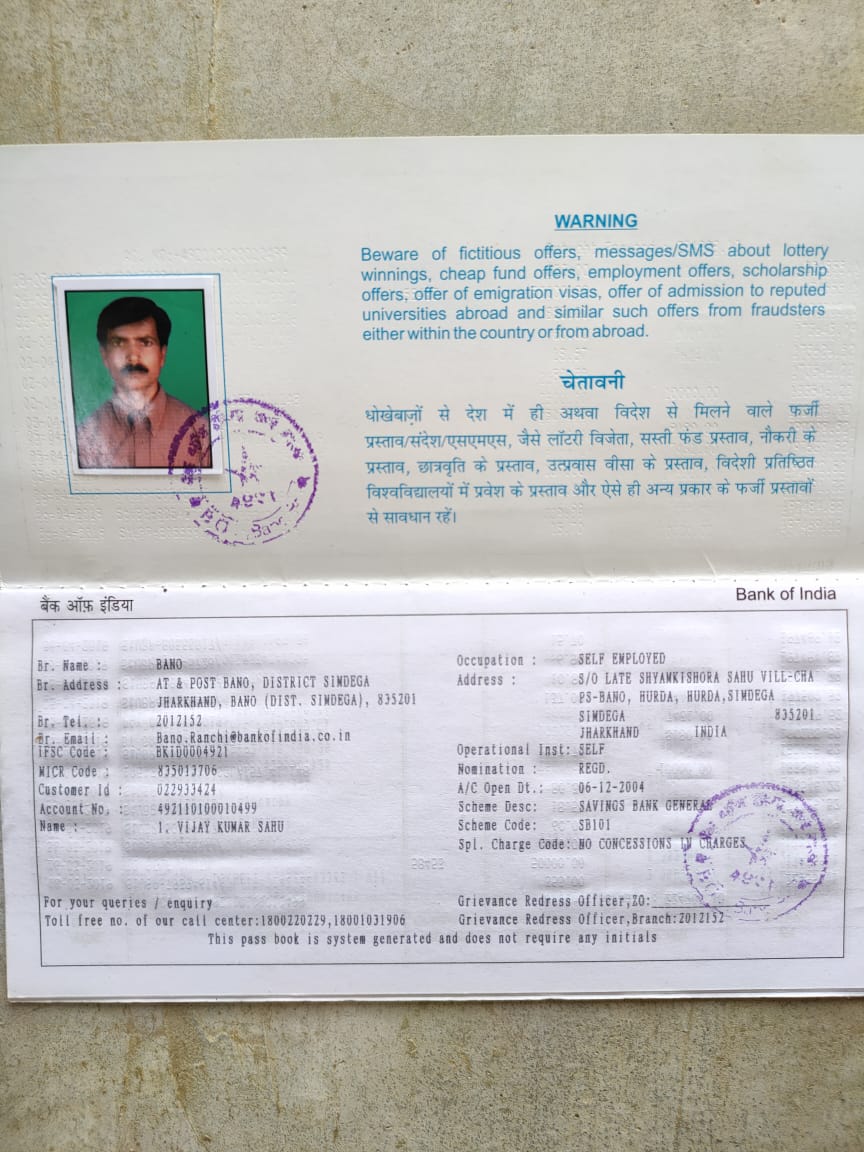 WARNING
Beware of fictitious offers, messages/SMS about lottery
winnings, cheap fund offers, employment offers, scholarship
offers, offer of emigration visas, offer of admission to reputed
universities abroad and similar such offers from fraudsters
either within the country or from abroad.
चेतावनी
धोखेबाज़ों से देश में ही अथवा विदेश से मिलने वाले फर्जी
प्रस्ताव/संदेश/एसएमएस, जैसे लॉटरी विजेता, सस्ती फंड प्रस्ताव, नौकरी के
प्रस्ताव, छात्रवृति के प्रस्ताव, उत्प्रवास वीसा के प्रस्ताव, विदेशी प्रतिष्ठित
विश्वविद्यालयों में प्रवेश के प्रस्ताव और ऐसे ही अन्य प्रकार के फर्जी प्रस्तावों
से सावधान रहें।
बैंक ऑफ़ इंडिया
Bank of India
Br. Name : BANO
Br. Address : AT & POST BANO, DISTRICT SIMDEGA
JHARKHAND, BANO (DIST. SIMDEGA), 835201
Br. Tel. : 2012152
Br. Email : Bano.Ranchi@bankofindia.co.in
IFSC Code : BKID0004921
MICR Code : 835013706
Customer Id : 022933424
Account No. : 492110100010499
Name : 1. VIJAY KUMAR SAHU
Occupation : SELF EMPLOYED
Address : S/O LATE SHYAMKISHORA SAHU VILL-CHA
PS-BANO, HURDA, HURDA,SIMDEGA
SIMDEGA 835201
JHARKHAND INDIA
Operational Inst: SELF
Nomination : REGD.
A/C Open Dt.: 06-12-2004
Scheme Desc: SAVINGS BANK GENERAL
Scheme Code: SB101
Spl. Charge Code: NO CONCESSIONS IN CHARGES
For your queries / enquiry
Toll free no. of our call center:1800220229,18001031906
Grievance Redress Officer,ZO:
Grievance Redress Officer,Branch:2012152
This pass book is system generated and does not require any initials